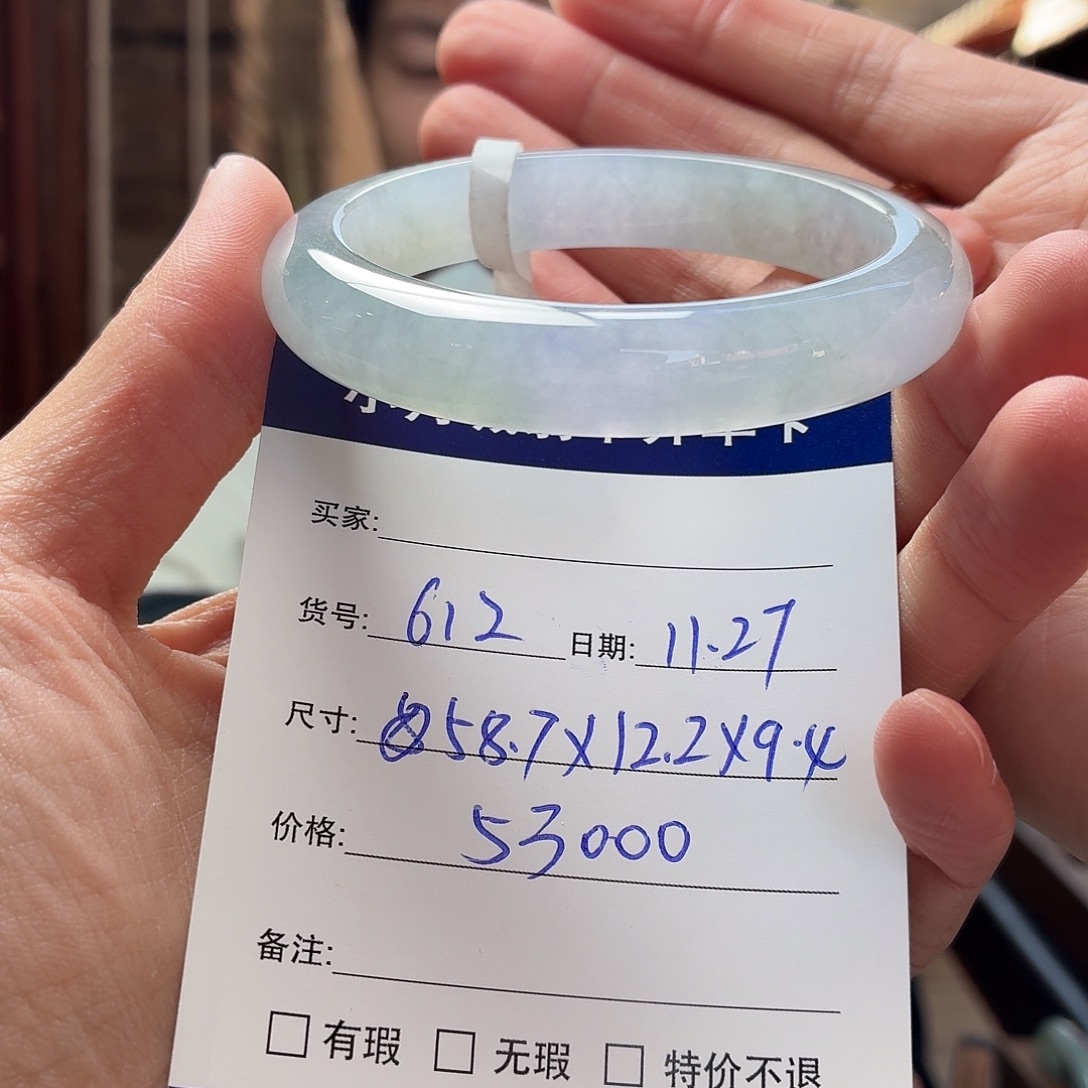 买家:
货号: 612 日期: 11.27
尺寸: 58.7X12.2X9.4
价格: 53000
备注:
□ 有瑕 □ 无瑕 □ 特价不退